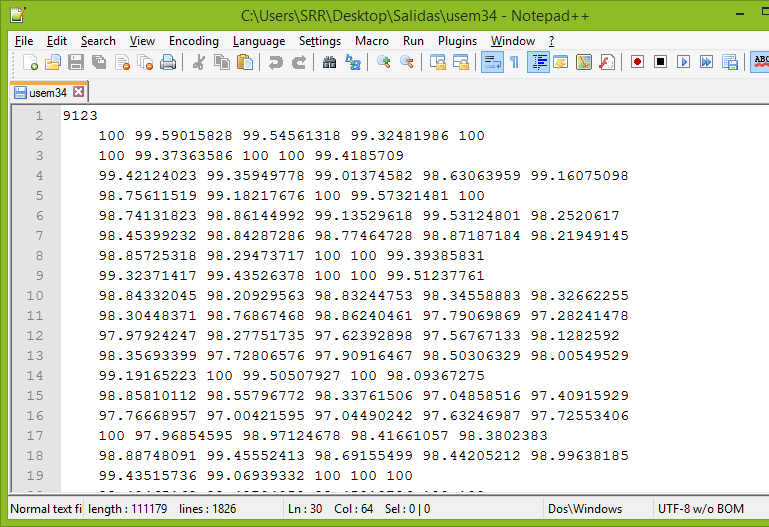 C:\Users\SRR\Desktop\Salidas\usem34 - Notepad++
File Edit Search View Encoding Language Settings Macro Run Plugins Window ?
ABC
usem34
1 9123
2 100 99.59015828 99.54561318 99.32481986 100
3 100 99.37363586 100 100 99.4185709
4 99.42124023 99.35949778 99.01374582 98.63063959 99.16075098
5 98.75611519 99.18217676 100 99.57321481 100
6 98.74131823 98.86144992 99.13529618 99.53124801 98.2520617
7 98.45399232 98.84287286 98.77464728 98.87187184 98.21949145
8 98.85725318 98.29473717 100 100 99.39385831
9 99.32371417 99.43526378 100 100 99.51237761
10 98.84332045 98.20929563 98.83244753 98.34558883 98.32662255
11 98.30448371 98.76867468 98.86240461 97.79069869 97.28241478
12 97.97924247 98.27751735 97.62392898 97.56767133 98.1282592
13 98.35693399 97.72806576 97.90916467 98.50306329 98.00549529
14 99.19165223 100 99.50507927 100 98.09367275
15 98.85810112 98.55796772 98.33761506 97.04858516 97.40915929
16 97.76668957 97.00421595 97.04490242 97.63246987 97.72553406
17 100 97.96854595 98.97124678 98.41661057 98.3802383
18 98.88748091 99.45552413 98.69155499 98.44205212 98.99638185
19 99.43515736 99.06939332 100 100 100
Normal text fi length : 111179 lines : 1826 Ln : 30 Col : 64 Sel : 0 | 0 Dos\Windows UTF-8 w/o BOM